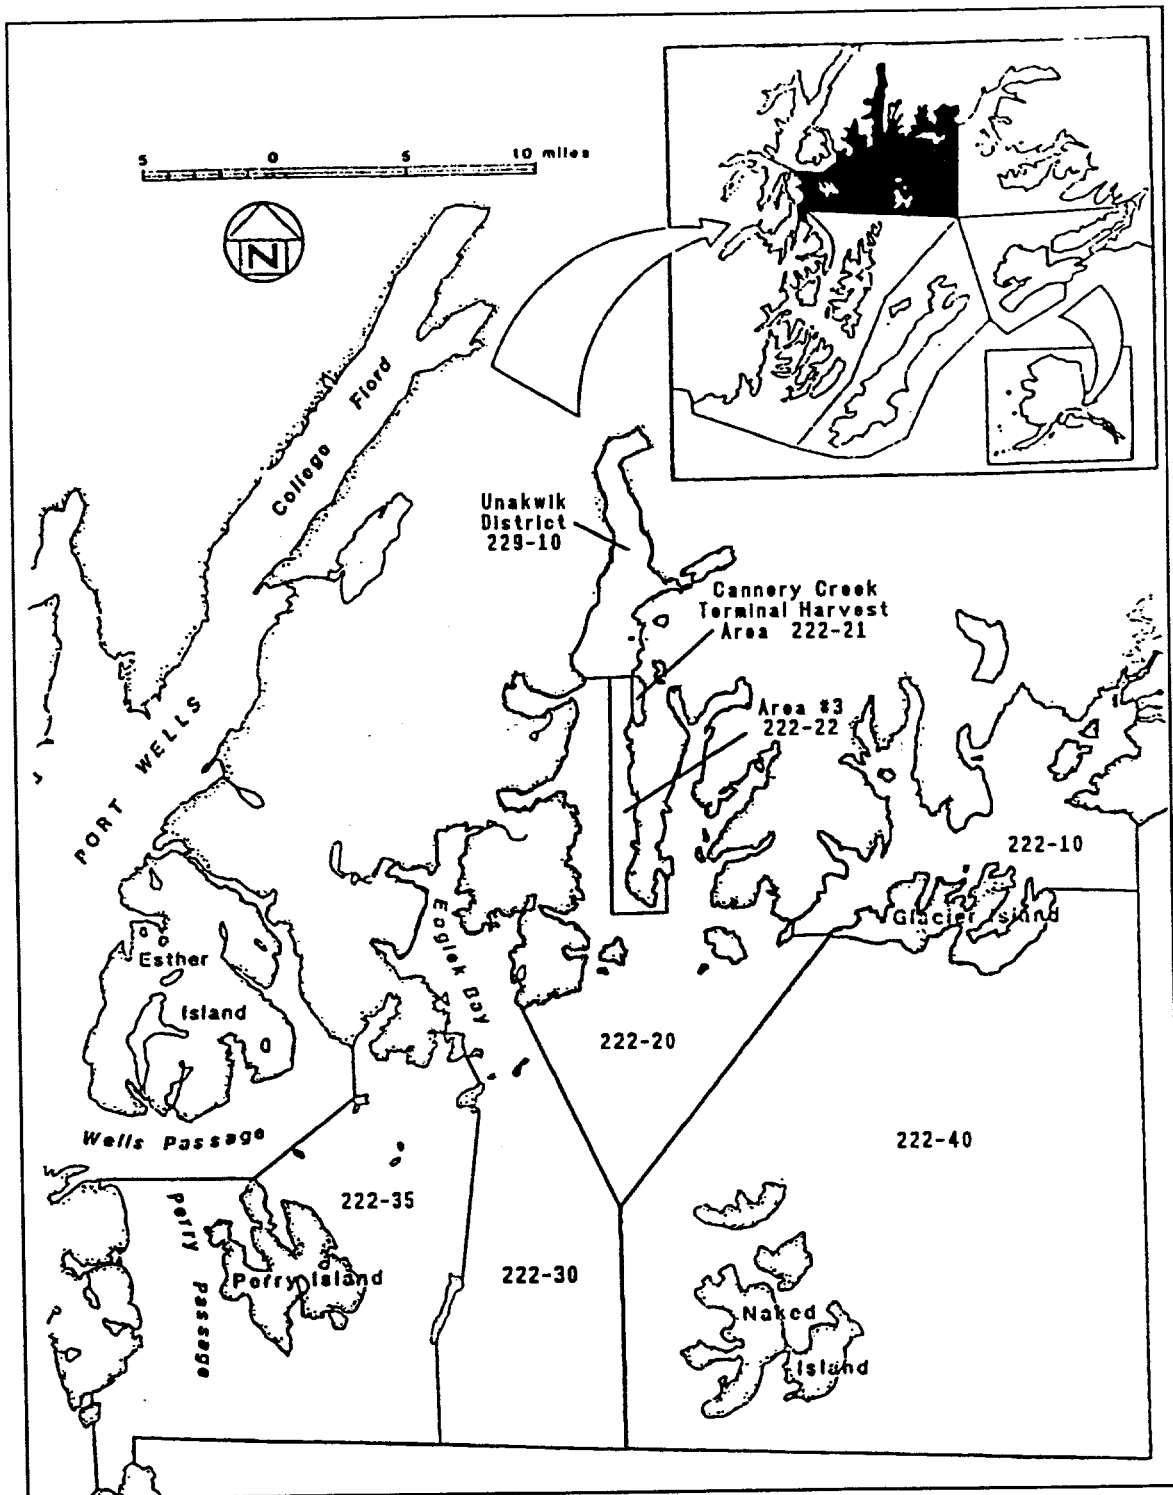 5 0 5 10 miles
N
College Fiord
Unakwik
District
229-10
Cannery Creek
Terminal Harvest
Area 222-21
Area #3
222-22
PORT WELLS
222-10
Glacier Island
Eaglek Bay
Esther
Island
222-20
Wells Passage
222-40
222-35
Perry Passage
Perry Island
222-30
Naked
Island